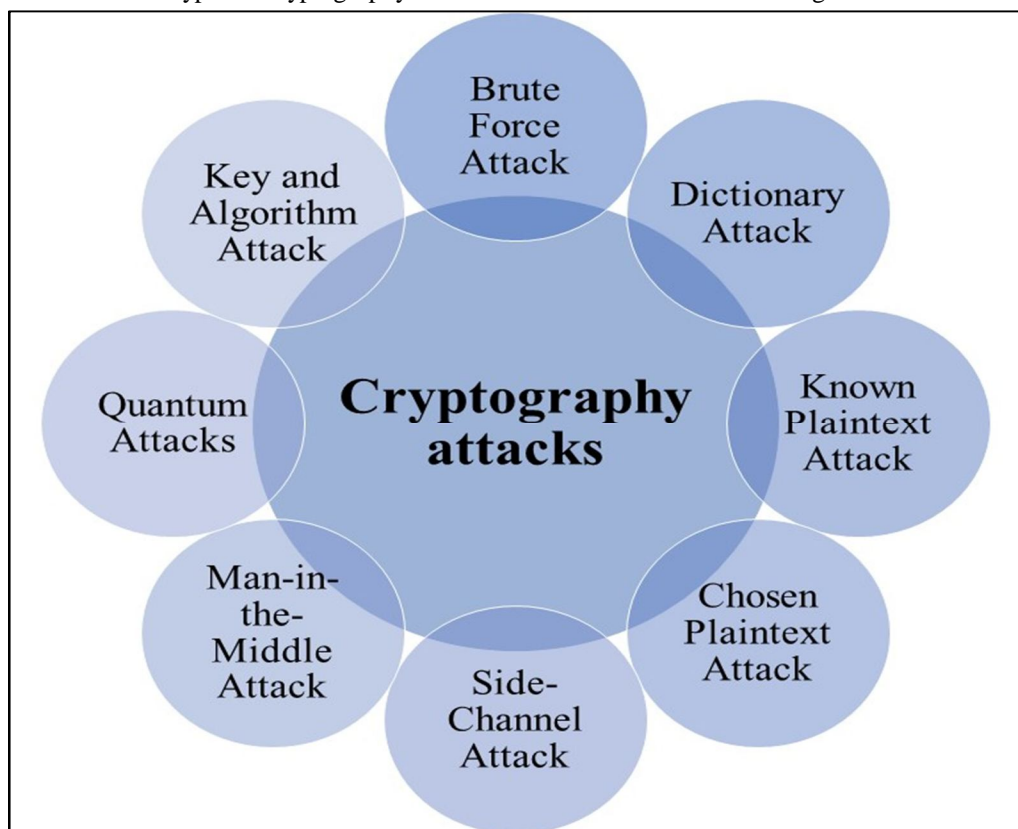 Brute
Force
Attack
Dictionary
Attack
Known
Plaintext
Attack
Chosen
Plaintext
Attack
Side-
Channel
Attack
Man-in-
the-
Middle
Attack
Quantum
Attacks
Key and
Algorithm
Attack
Cryptography
attacks